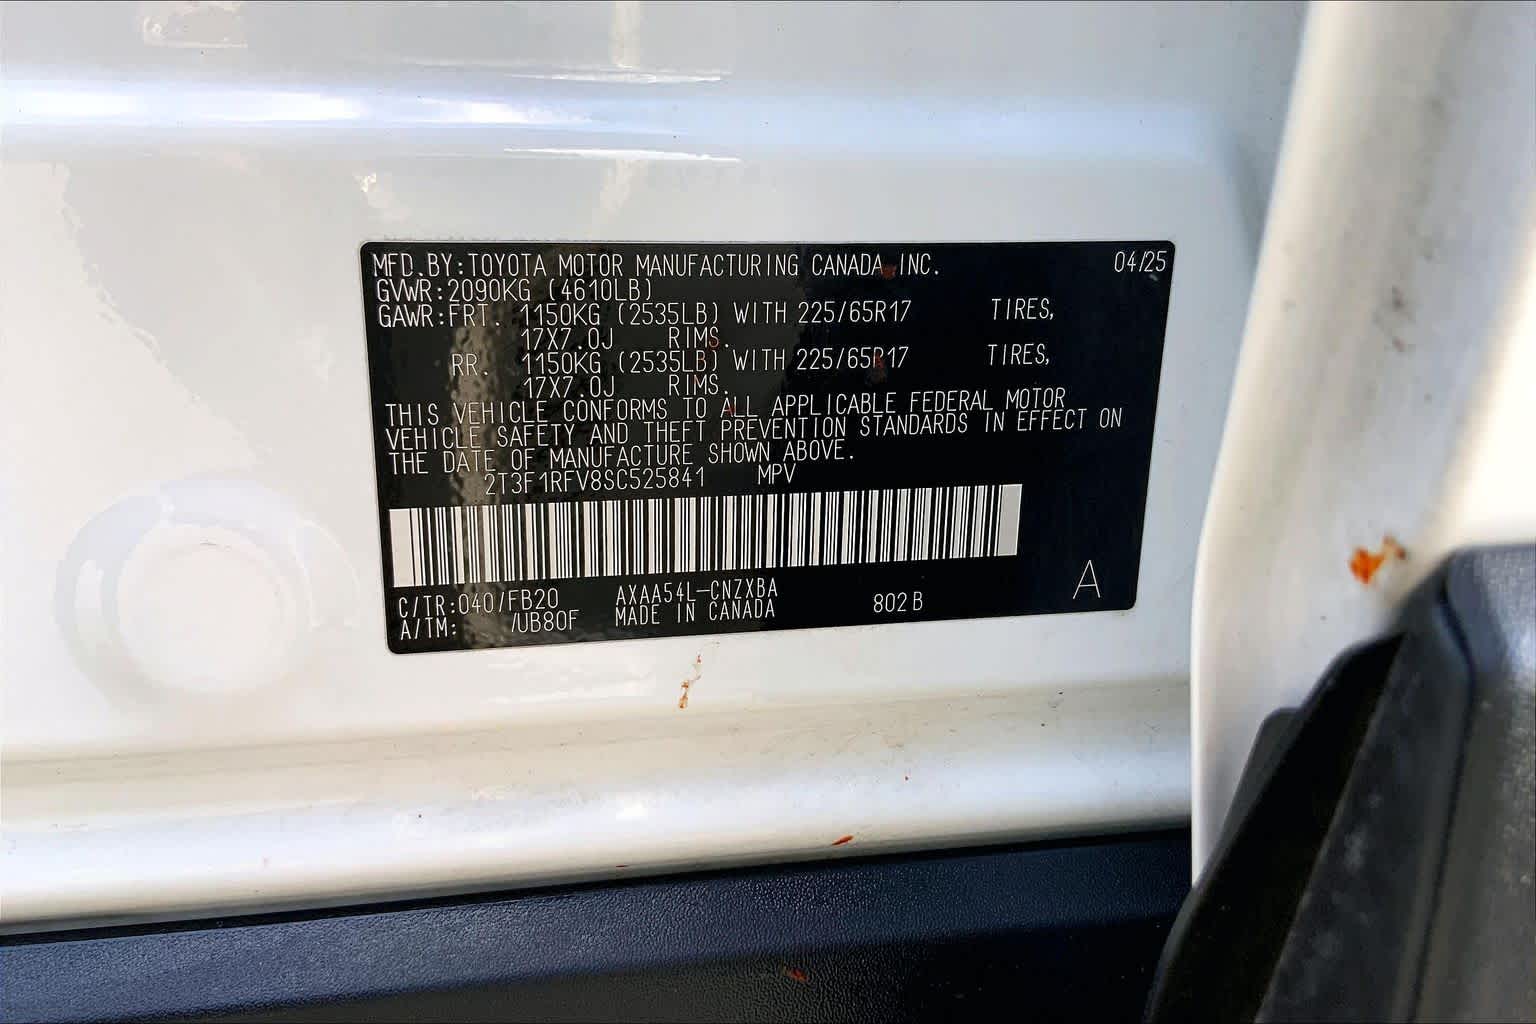 MFD.BY:TOYOTA MOTOR MANUFACTURING CANADA INC. 04/25
GVWR:2090KG (4610LB)
GAWR:FRT. 1150KG (2535LB) WITH 225/65R17 TIRES,
17X7.0J RIMS.
RR. 1150KG (2535LB) WITH 225/65R17 TIRES,
17X7.0J RIMS.
THIS VEHICLE CONFORMS TO ALL APPLICABLE FEDERAL MOTOR
VEHICLE SAFETY AND THEFT PREVENTION STANDARDS IN EFFECT ON
THE DATE OF MANUFACTURE SHOWN ABOVE.
2T3F1RFV8SC525841 MPV
C/TR:040/FB20 AXAA54L-CNZXBA
A/TM: /UB80F MADE IN CANADA 802B A